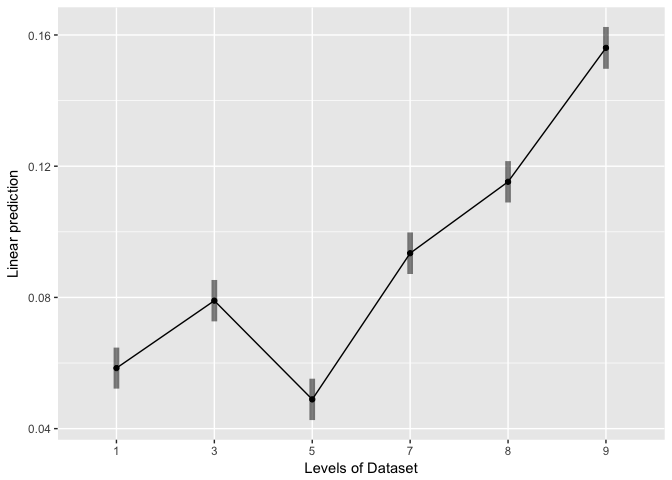 0.16
0.12
0.08
0.04
Linear prediction
1 3 5 7 8 9
Levels of Dataset